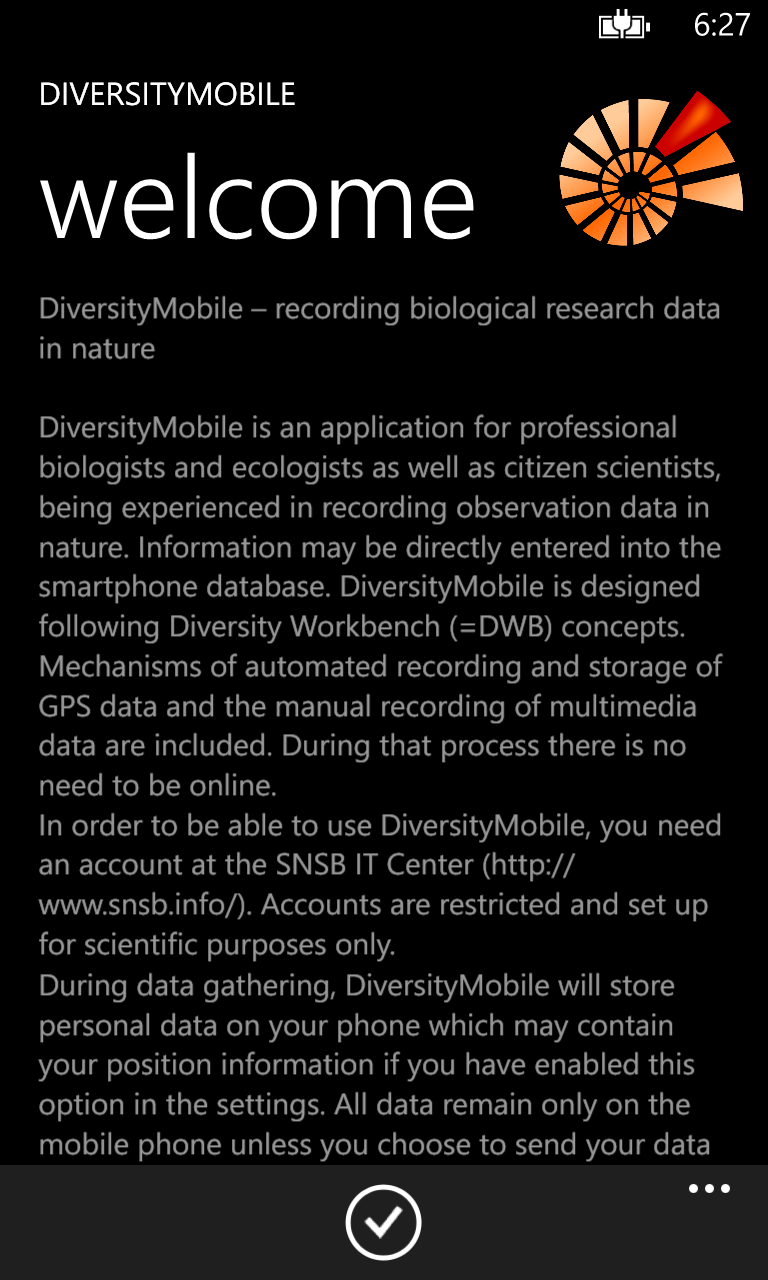 6:27
DIVERSITYMOBILE
welcome
DiversityMobile – recording biological research data
in nature
DiversityMobile is an application for professional
biologists and ecologists as well as citizen scientists,
being experienced in recording observation data in
nature. Information may be directly entered into the
smartphone database. DiversityMobile is designed
following Diversity Workbench (=DWB) concepts.
Mechanisms of automated recording and storage of
GPS data and the manual recording of multimedia
data are included. During that process there is no
need to be online.
In order to be able to use DiversityMobile, you need
an account at the SNSB IT Center (http://
www.snsb.info/). Accounts are restricted and set up
for scientific purposes only.
During data gathering, DiversityMobile will store
personal data on your phone which may contain
your position information if you have enabled this
option in the settings. All data remain only on the
mobile phone unless you choose to send your data